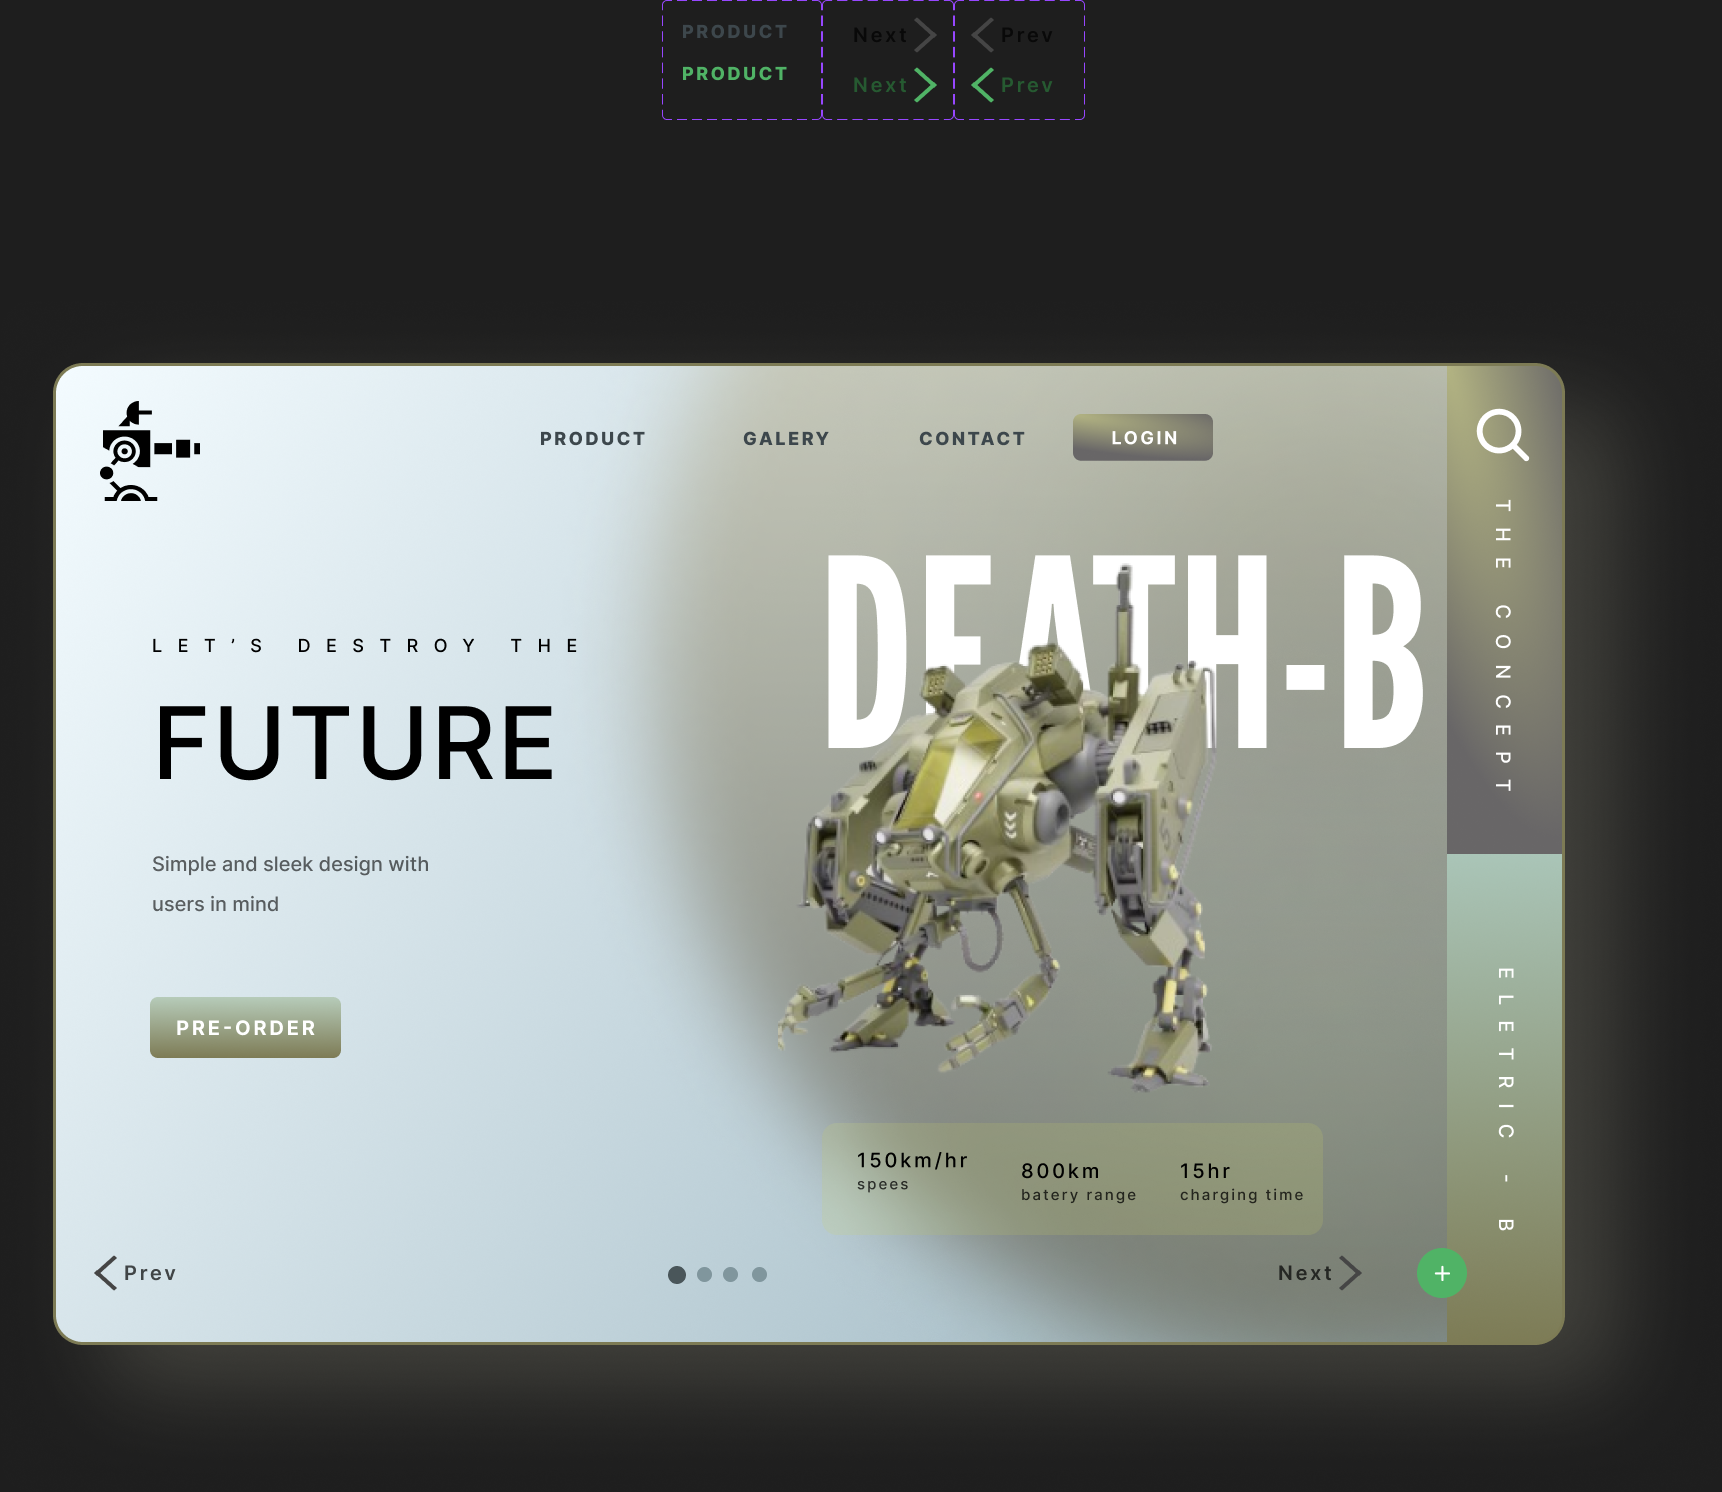 PRODUCT
Next
Prev
PRODUCT
Next
Prev
PRODUCT
GALERY
CONTACT
LOGIN
DEATH-B
LET’S DESTROY THE
FUTURE
Simple and sleek design with
users in mind
PRE-ORDER
150km/hr
spees
800km
batery range
15hr
charging time
Prev
Next
+
THE CONCEPT
ELETRIC - B